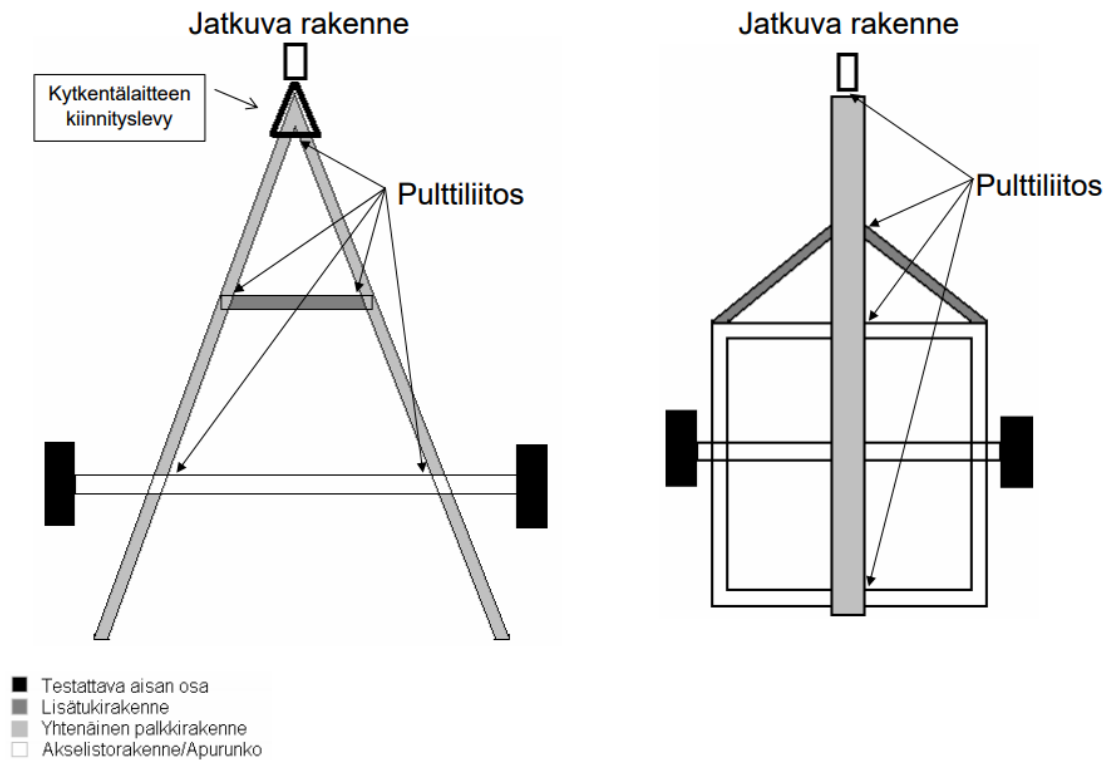 Jatkuva rakenne
Kytkentälaitteen
kiinnityslevy
Pulttiliitos
Jatkuva rakenne
Pulttiliitos
Testattava aisan osa
Lisätukirakenne
Yhtenäinen palkkirakenne
Akselistorakenne/Apurunko